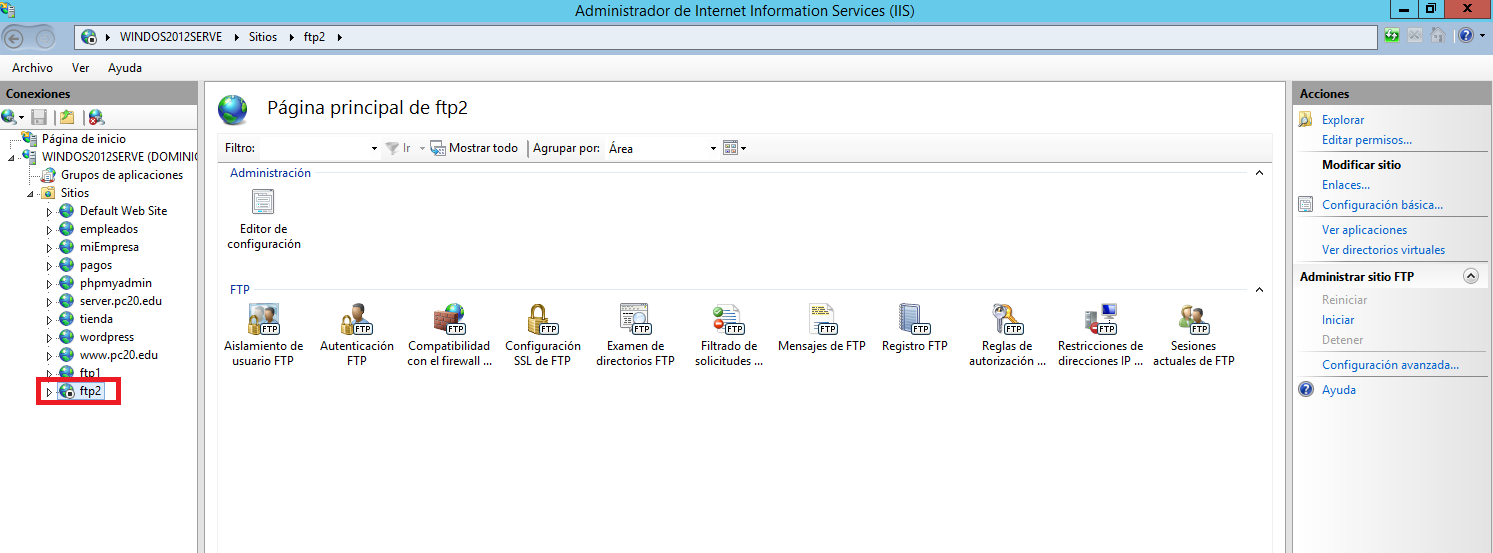 Administrador de Internet Information Services (IIS)
WINDOS2012SERVE Sitios ftp2
Archivo Ver Ayuda
Conexiones
Página de inicio
WINDOS2012SERVE (DOMINIC
Grupos de aplicaciones
Sitios
Default Web Site
empleados
miEmpresa
pagos
phpmyadmin
server.pc20.edu
tienda
wordpress
www.pc20.edu
ftp1
ftp2
Página principal de ftp2
Filtro: Ir Mostrar todo Agrupar por: Área
Administración
Editor de
configuración
FTP
Aislamiento de
usuario FTP
Autenticación
FTP
Compatibilidad
con el firewall ...
Configuración
SSL de FTP
Examen de
directorios FTP
Filtrado de
solicitudes ...
Mensajes de FTP
Registro FTP
Reglas de
autorización ...
Restricciones de
direcciones IP ...
Sesiones
actuales de FTP
Acciones
Explorar
Editar permisos...
Modificar sitio
Enlaces...
Configuración básica...
Ver aplicaciones
Ver directorios virtuales
Administrar sitio FTP
Reiniciar
Iniciar
Detener
Configuración avanzada...
Ayuda